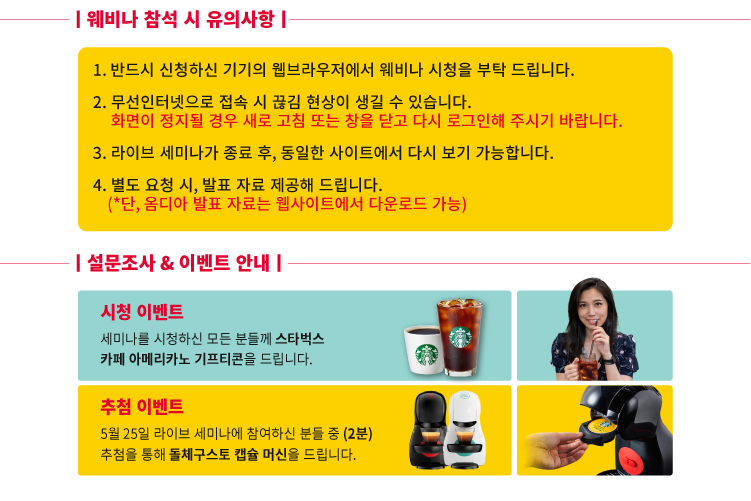 | 웨비나 참석 시 유의사항 |
1. 반드시 신청하신 기기의 웹브라우저에서 웨비나 시청을 부탁 드립니다.
2. 무선인터넷으로 접속 시 끊김 현상이 생길 수 있습니다.
화면이 정지될 경우 새로 고침 또는 창을 닫고 다시 로그인해 주시기 바랍니다.
3. 라이브 세미나가 종료 후, 동일한 사이트에서 다시 보기 가능합니다.
4. 별도 요청 시, 발표 자료 제공해 드립니다.
(*단, 옴디아 발표 자료는 웹사이트에서 다운로드 가능)
| 설문조사 & 이벤트 안내 |
시청 이벤트
세미나를 시청하신 모든 분들께 스타벅스
카페 아메리카노 기프티콘을 드립니다.
추첨 이벤트
5월 25일 라이브 세미나에 참여하신 분들 중 (2분)
추첨을 통해 돌체구스토 캡슐 머신을 드립니다.